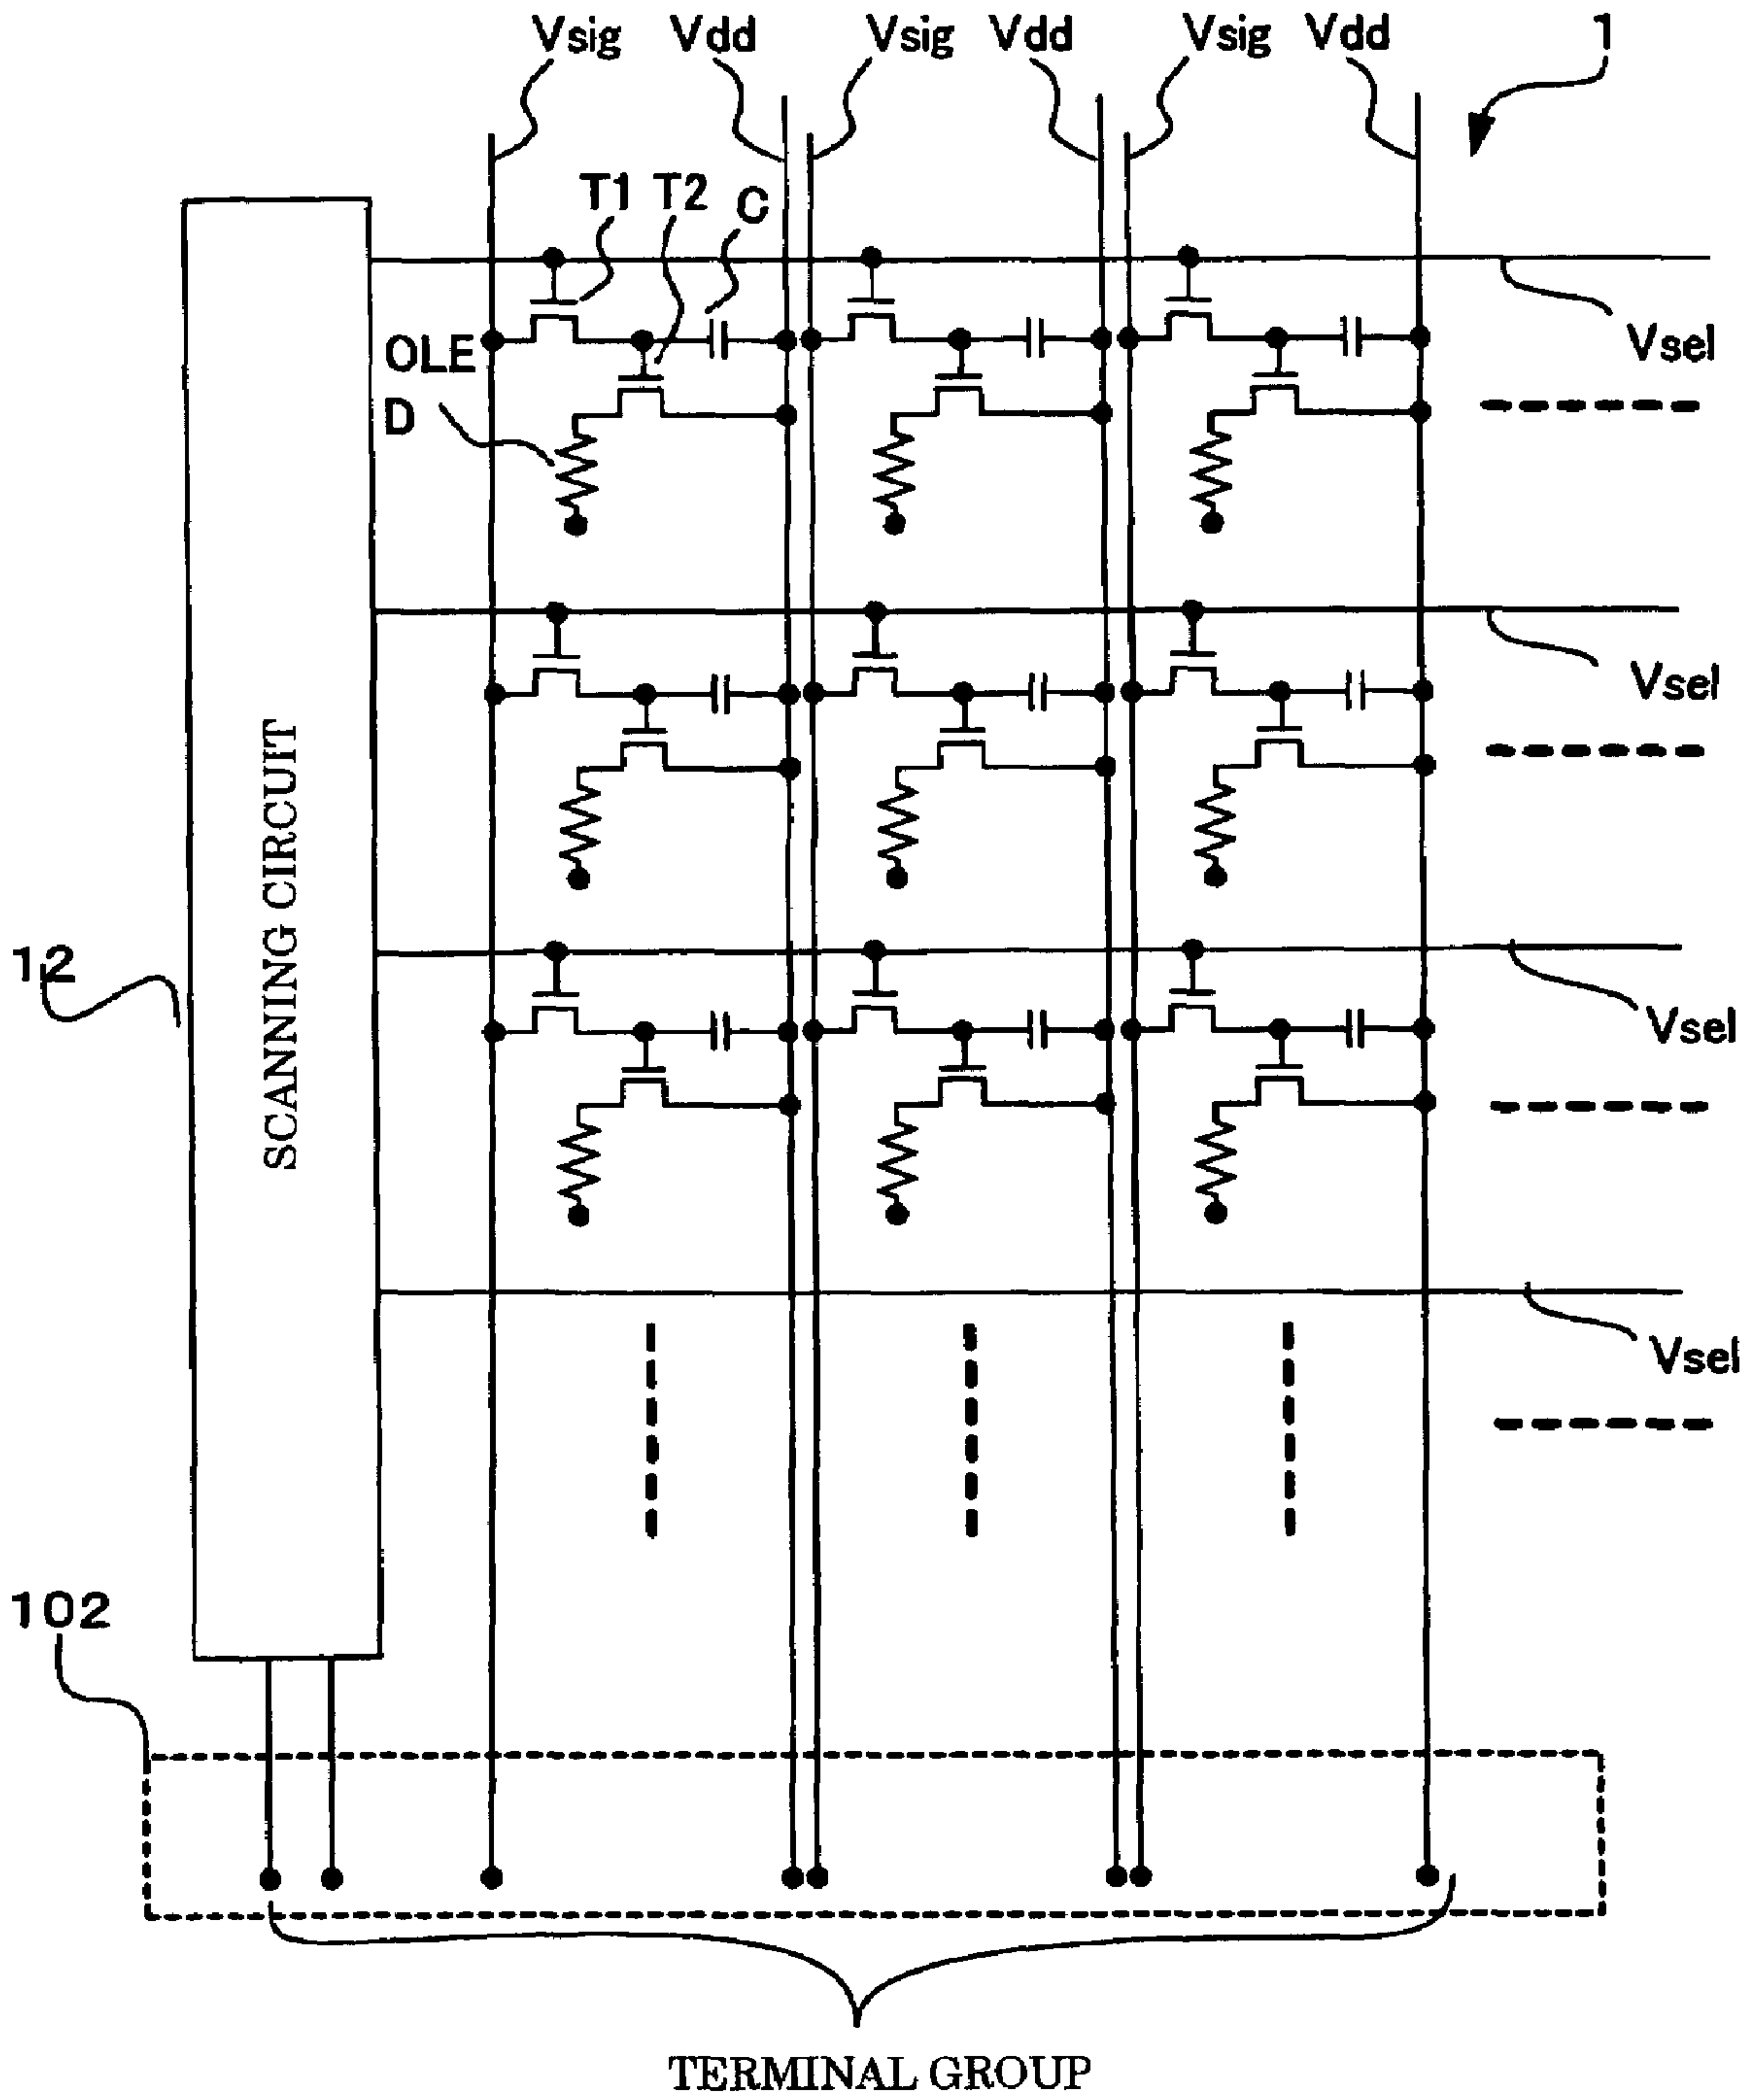 Vsig Vdd Vsig Vdd Vsig Vdd 1
T1 T2 C
Vsel
OLE
D
Vsel
SCANNING CIRCUIT
12
Vsel
Vsel
102
TERMINAL GROUP